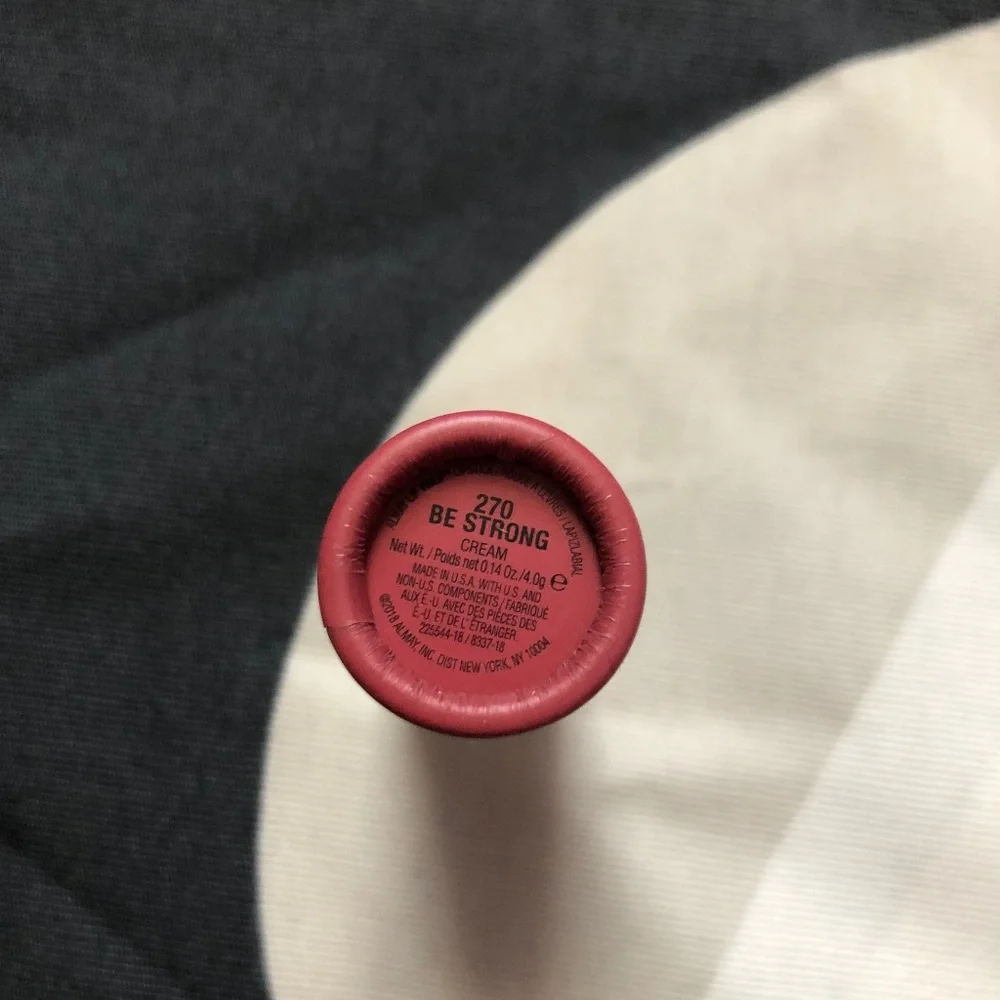 270
BE STRONG
CREAM
Net Wt. / Poids net 0.14 Oz./4.0g ℮
MADE IN U.S.A. WITH U.S. AND
NON-U.S. COMPONENTS / FABRIQUÉ
AUX É.-U. AVEC DES PIÈCES DES
É.-U. ET DE L'ÉTRANGER
225544-18 / 8337-18
©2018 ALMAY, INC. DIST NEW YORK, NY 10004
LÈVRES / LAPIZLABIAL